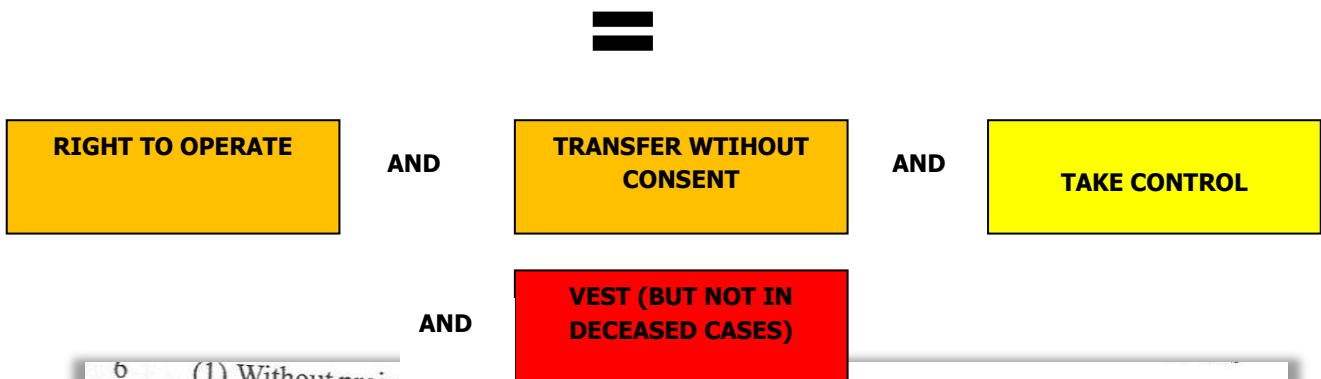 =
RIGHT TO OPERATE
AND
TRANSFER WTIHOUT
CONSENT
AND
TAKE CONTROL
AND
VEST (BUT NOT IN
DECEASED CASES)
6 (1) Without